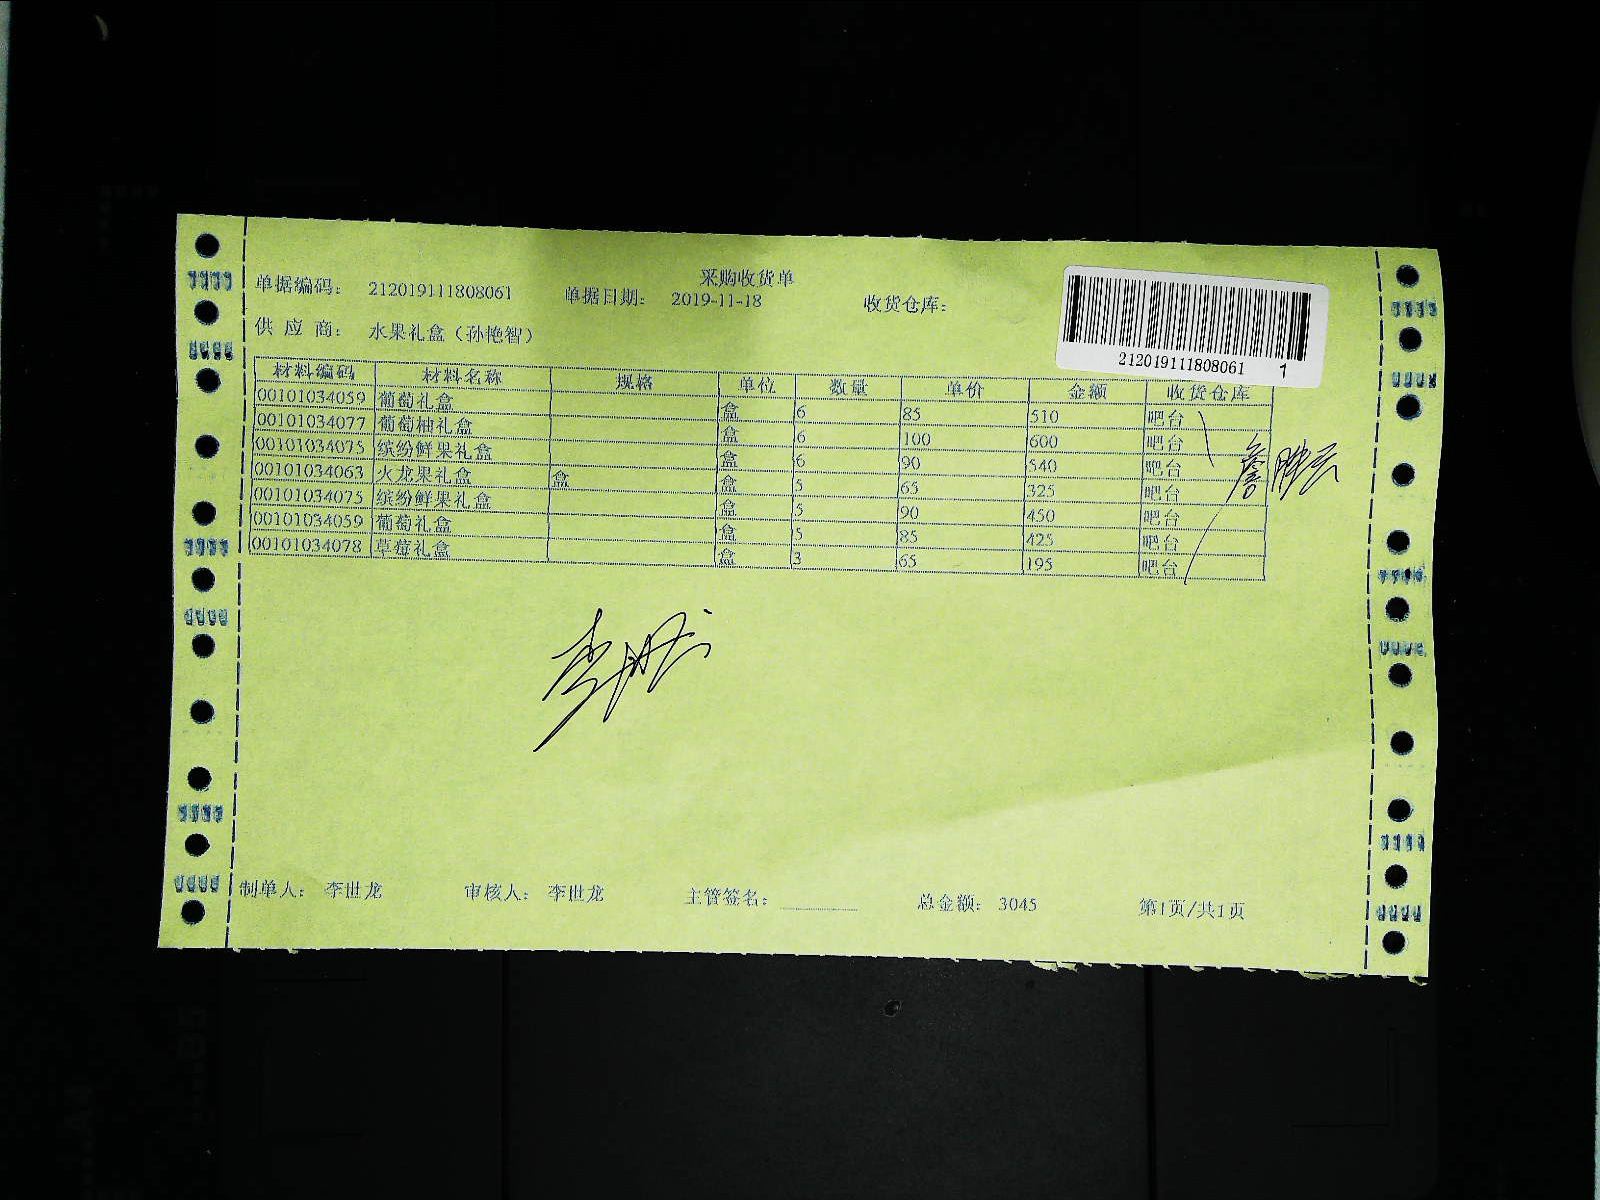 采购收货单
单据编码： 212019111808061 单据日期： 2019-11-18 收货仓库：
供 应 商： 水果礼盒（孙艳智）
212019111808061 1
材料编码 材料名称 规格 单位 数量 单价 金额 收货仓库
00101034059 葡萄礼盒 盒 6 85 510 吧台
00101034077 葡萄柚礼盒 盒 6 100 600 吧台
00101034075 缤纷鲜果礼盒 盒 6 90 540 吧台
00101034063 火龙果礼盒 盒 盒 5 65 325 吧台
00101034075 缤纷鲜果礼盒 盒 5 90 450 吧台
00101034059 葡萄礼盒 盒 5 85 425 吧台
00101034078 草莓礼盒 盒 3 65 195 吧台
制单人： 李世龙 审核人： 李世龙 主管签名： 总金额： 3045 第1页/共1页